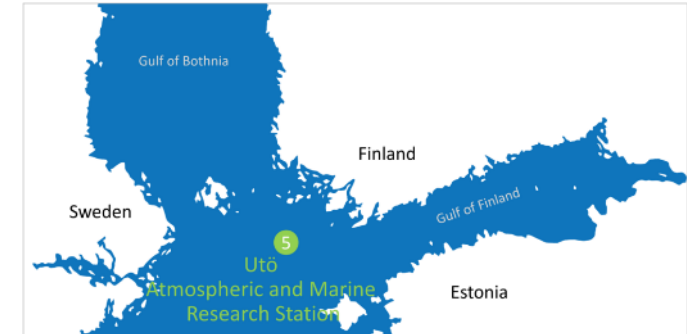 Gulf of Bothnia
Finland
Sweden
Gulf of Finland
5
Utö
Atmospheric and Marine
Research Station
Estonia